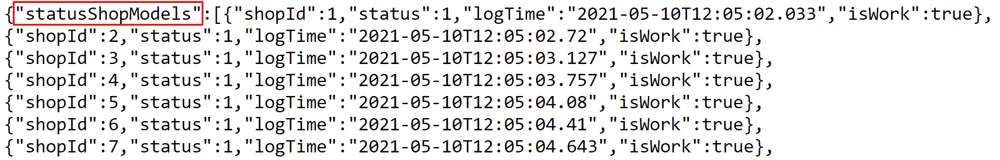 {"statusShopModels":[{"shopId":1,"status":1,"logTime":"2021-05-10T12:05:02.033","isWork":true},
{"shopId":2,"status":1,"logTime":"2021-05-10T12:05:02.72","isWork":true},
{"shopId":3,"status":1,"logTime":"2021-05-10T12:05:03.127","isWork":true},
{"shopId":4,"status":1,"logTime":"2021-05-10T12:05:03.757","isWork":true},
{"shopId":5,"status":1,"logTime":"2021-05-10T12:05:04.08","isWork":true},
{"shopId":6,"status":1,"logTime":"2021-05-10T12:05:04.41","isWork":true},
{"shopId":7,"status":1,"logTime":"2021-05-10T12:05:04.643","isWork":true},